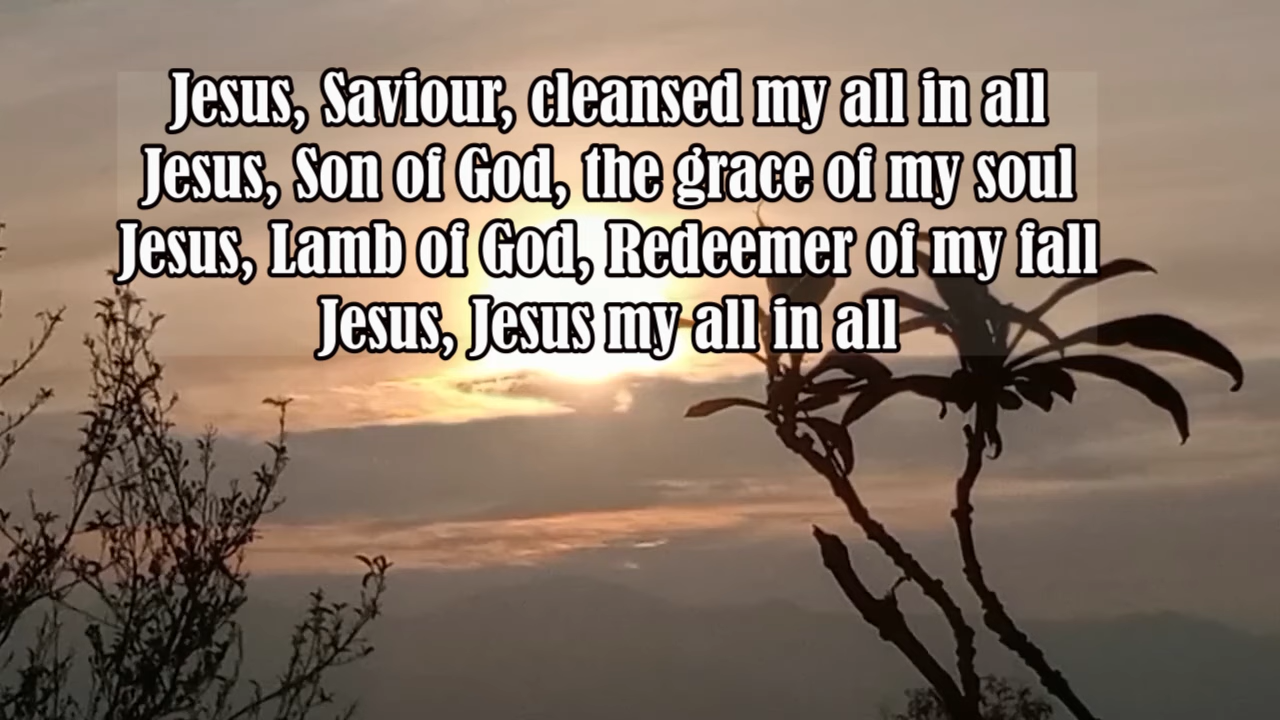 Jesus, Saviour, cleansed my all in all
Jesus, Son of God, the grace of my soul
Jesus, Lamb of God, Redeemer of my fall
Jesus, Jesus my all in all